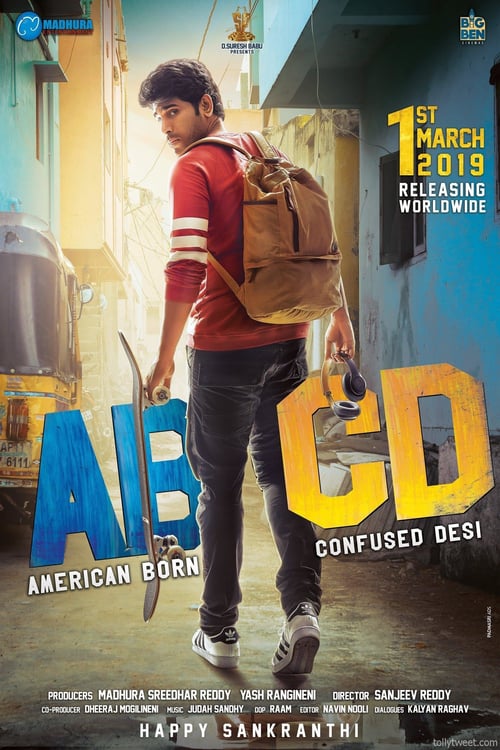 MADHURA
D.SURESH BABU
PRESENTS
BIG
BEN
CINEMAS
1ST
MARCH
2019
RELEASING
WORLDWIDE
ABCD
AMERICAN BORN
CONFUSED DESI
PRODUCERS MADHURA SREEDHAR REDDY YASH RANGINENI DIRECTOR SANJEEV REDDY
CO-PRODUCER DHEERAJ MOGILINENI MUSIC JUDAH SANDHY DOP RAAM EDITOR NAVIN NOOLI DIALOGUES KALYAN RAGHAV
HAPPY SANKRANTHI
tollytweet.com